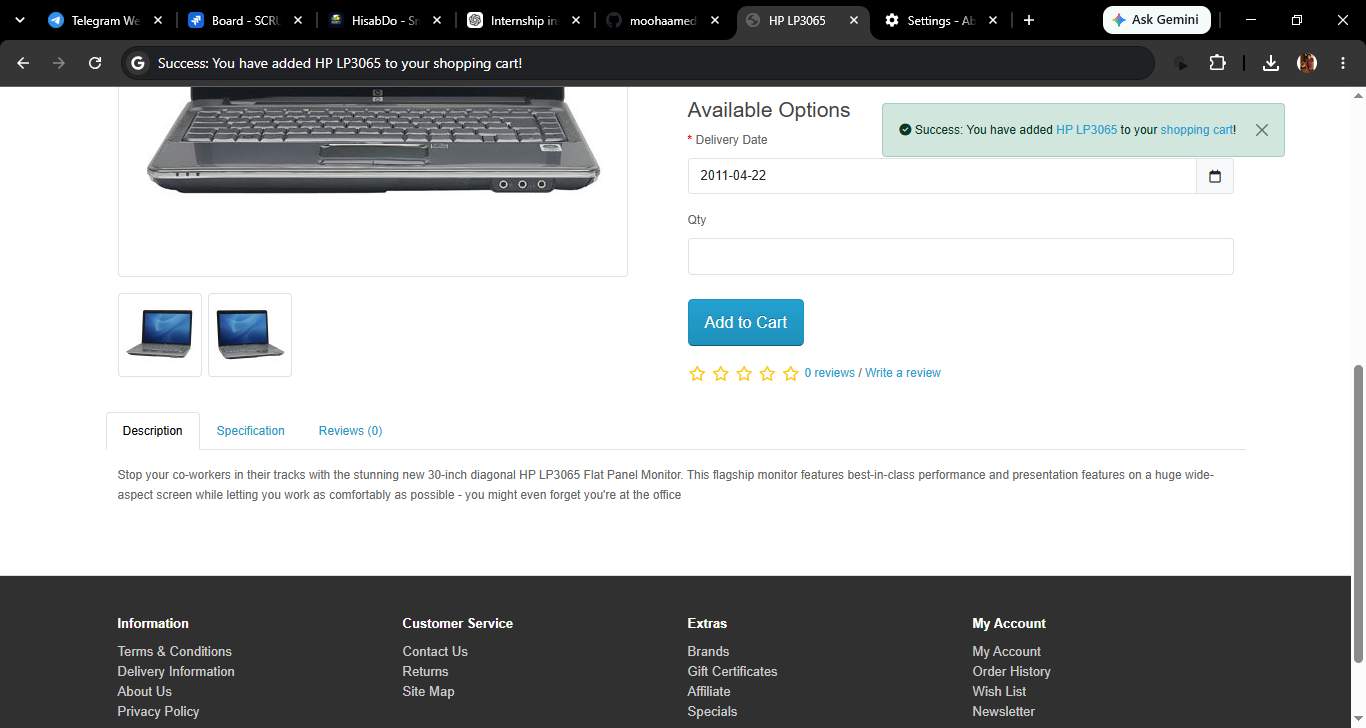 Telegram We
Board - SCRU
HisabDo - Sm
Internship in
moohaamed
HP LP3065
Settings - Ab
Ask Gemini
Success: You have added HP LP3065 to your shopping cart!
Available Options
Success: You have added HP LP3065 to your shopping cart!
* Delivery Date
2011-04-22
Qty
Add to Cart
0 reviews / Write a review
Description
Specification
Reviews (0)
Stop your co-workers in their tracks with the stunning new 30-inch diagonal HP LP3065 Flat Panel Monitor. This flagship monitor features best-in-class performance and presentation features on a huge wide-
aspect screen while letting you work as comfortably as possible - you might even forget you're at the office
Information
Terms & Conditions
Delivery Information
About Us
Privacy Policy
Customer Service
Contact Us
Returns
Site Map
Extras
Brands
Gift Certificates
Affiliate
Specials
My Account
My Account
Order History
Wish List
Newsletter